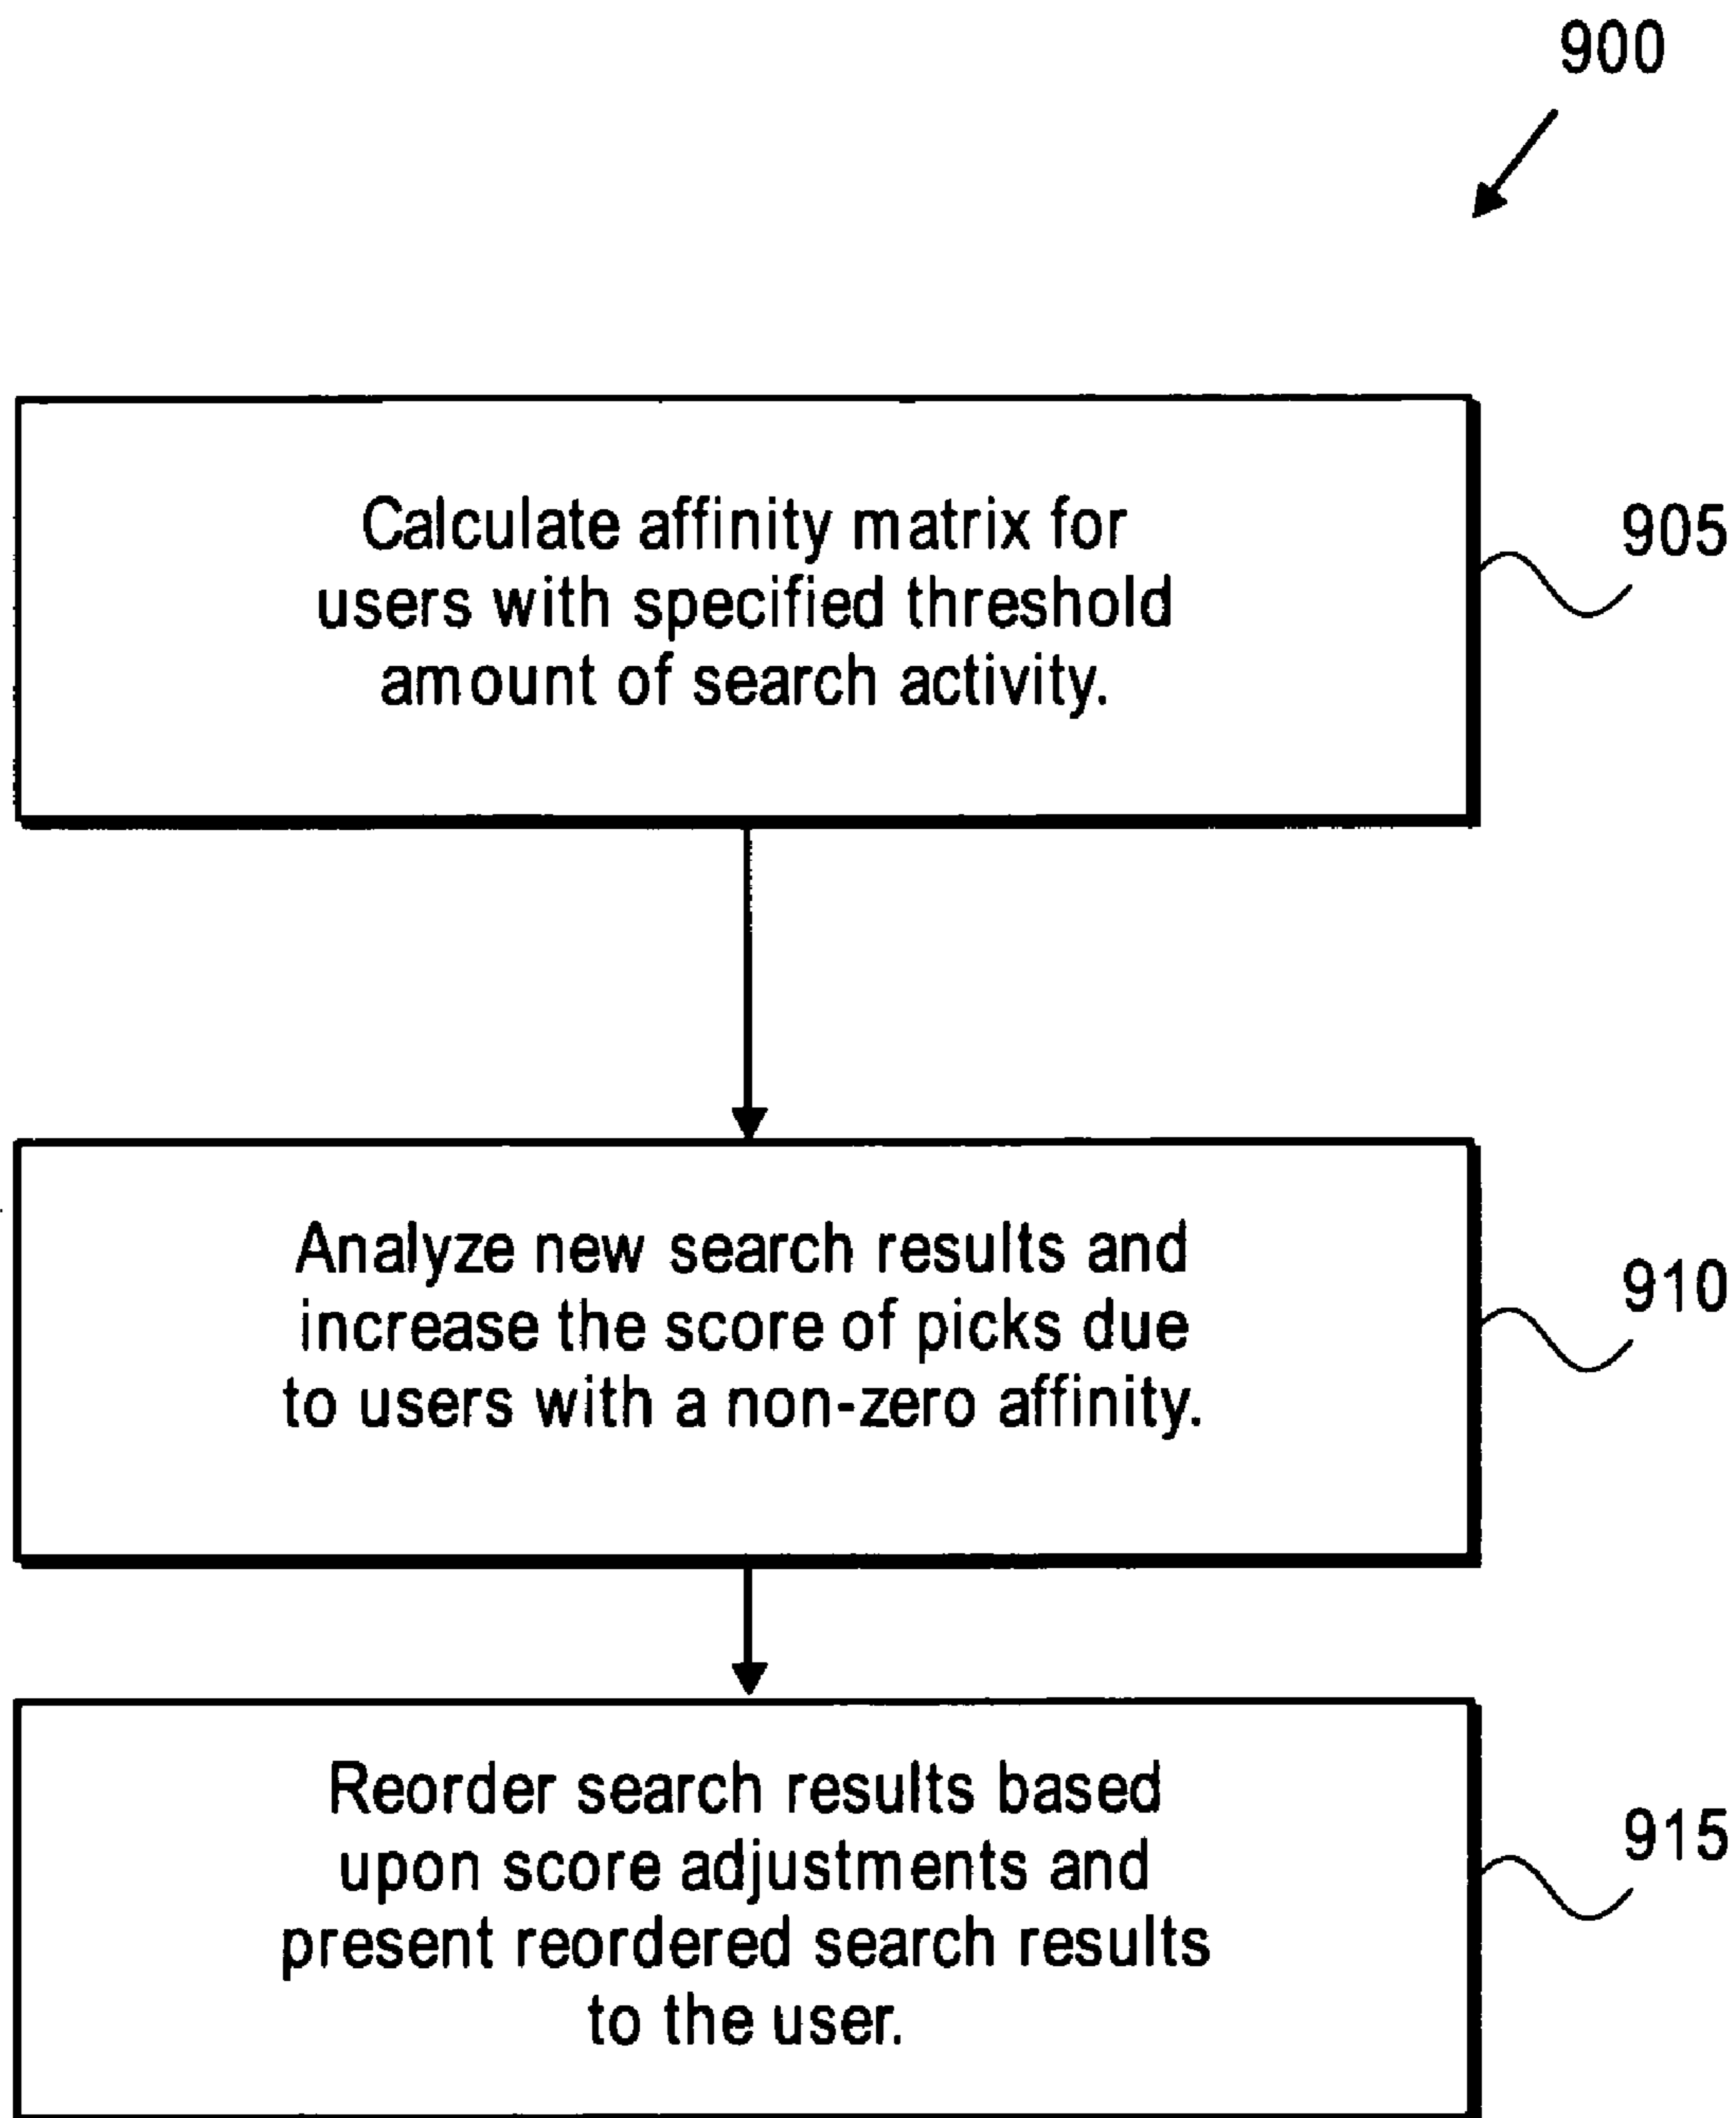 900
Calculate affinity matrix for
users with specified threshold
amount of search activity.
905
Analyze new search results and
increase the score of picks due
to users with a non-zero affinity.
910
Reorder search results based
upon score adjustments and
present reordered search results
to the user.
915